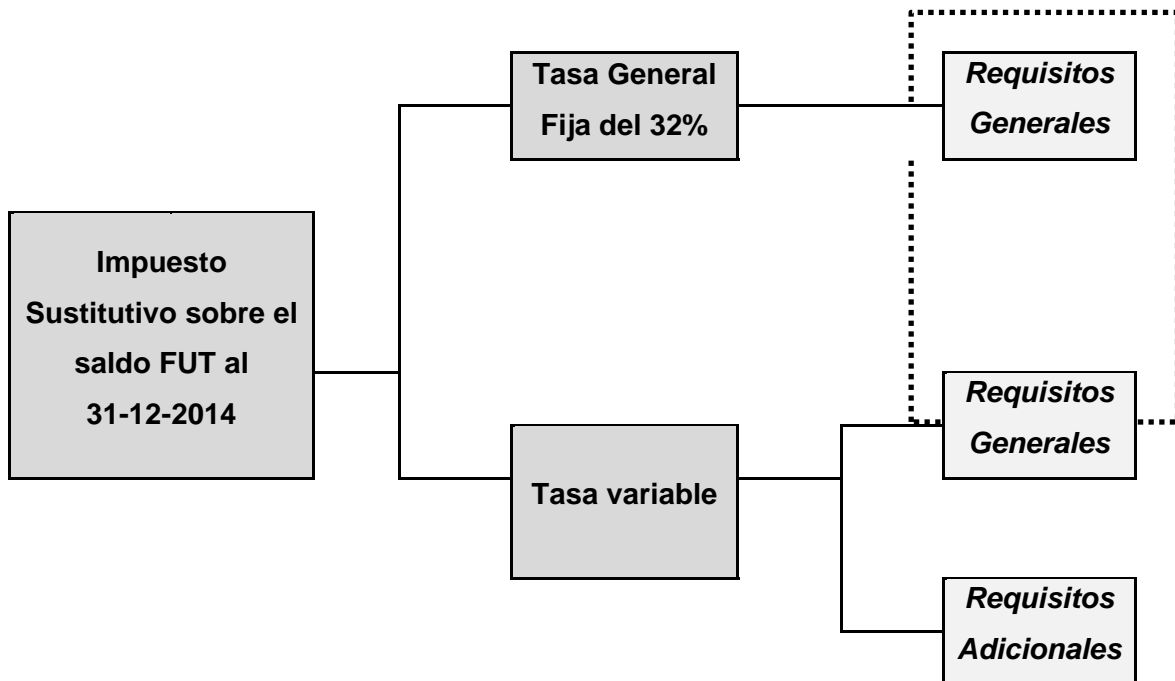 Impuesto
Sustitutivo sobre el
saldo FUT al
31-12-2014
Tasa General
Fija del 32%
Requisitos
Generales
Tasa variable
Requisitos
Generales
Requisitos
Adicionales